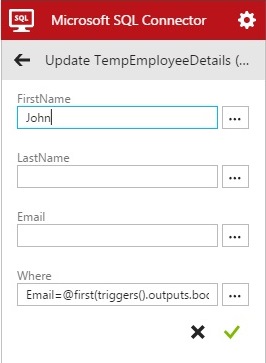 SQL Microsoft SQL Connector
Update TempEmployeeDetails (...
FirstName
John
...
LastName
...
Email
...
Where
Email=@first(triggers().outputs.boc
...